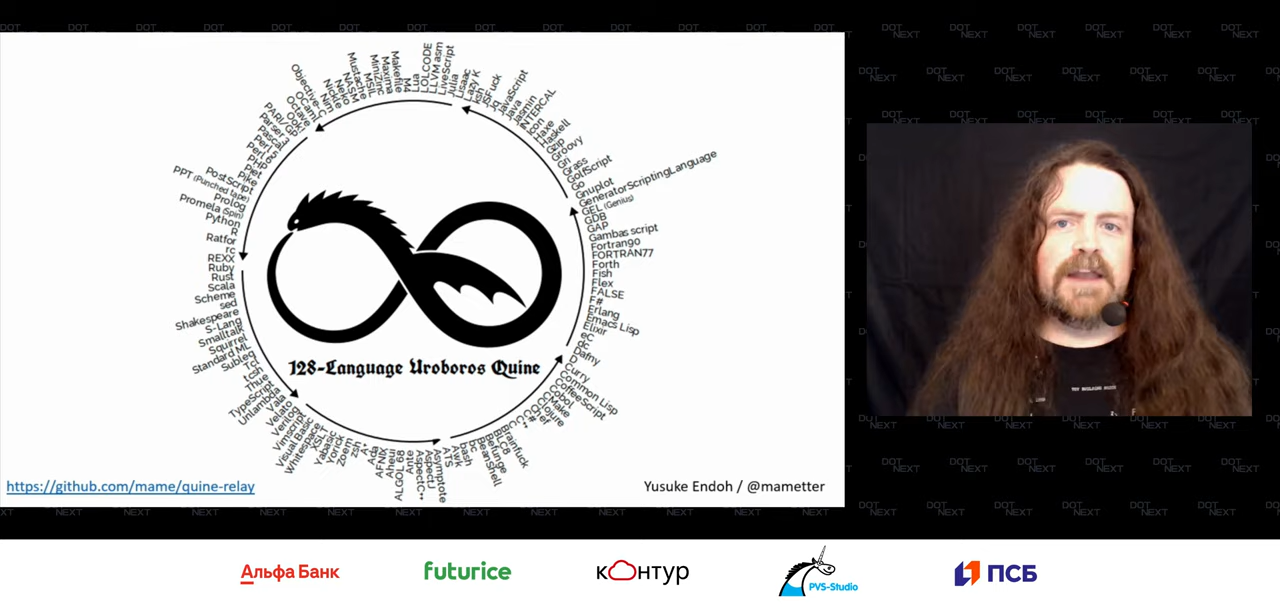 Ruby
Rust
Scala
Scheme
sed
Shakespeare
S-Lang
Smalltalk
Squirrel
Standard ML
Subleq
Tcl
tcsh
Thue
TypeScript
Unlambda
Vala
Velato
Verilog
Vimscript
Visual Basic
Whitespace
XSLT
Yabasic
Yorick
Zoem
zsh
A+
Ada
AFNIX
Aheui
ALGOL 68
Ante
AspectC++
AspectJ
Asymptote
ATS
Awk
bash
bc
BeanShell
Befunge
BLC8
Brainfuck
C
C++
C#
Chef
Clojure
CMake
Cobol
CoffeeScript
Common Lisp
Curry
D
Dafny
dc
eC
Elixir
Emacs Lisp
Erlang
F#
FALSE
Flex
Fish
Forth
FORTRAN77
Fortran90
Gambas script
GAP
GDB
GEL (Genius)
GeneratorScriptingLanguage
Gnuplot
Go
GolfScript
Grass
Gri
Groovy
Gzip
Haskell
Haxe
Icon
INTERCAL
Jasmin
Java
JavaScript
Jq
JSFuck
ksh
Lazy K
Lisaac
Julia
LiveScript
LLVM asm
LOLCODE
Lua
M4
Makefile
Maxima
MiniZinc
MSIL
Mustache
NASM
Neko
Nickle
Nim
Objective-C
OCaml
Octave
Ook!
PARI/GP
Parser3
Pascal
Perl 5
Perl 6
PHP
Piet
Pike
PostScript
PPT (Punched tape)
Prolog
Promela (Spin)
Python
R
Ratfor
rc
REXX
128-Language Uroboros Quine
https://github.com/mame/quine-relay
Yusuke Endoh / @mametter
DOT NEXT
Альфа Банк
futurice
контур
PVS-Studio
ПСБ